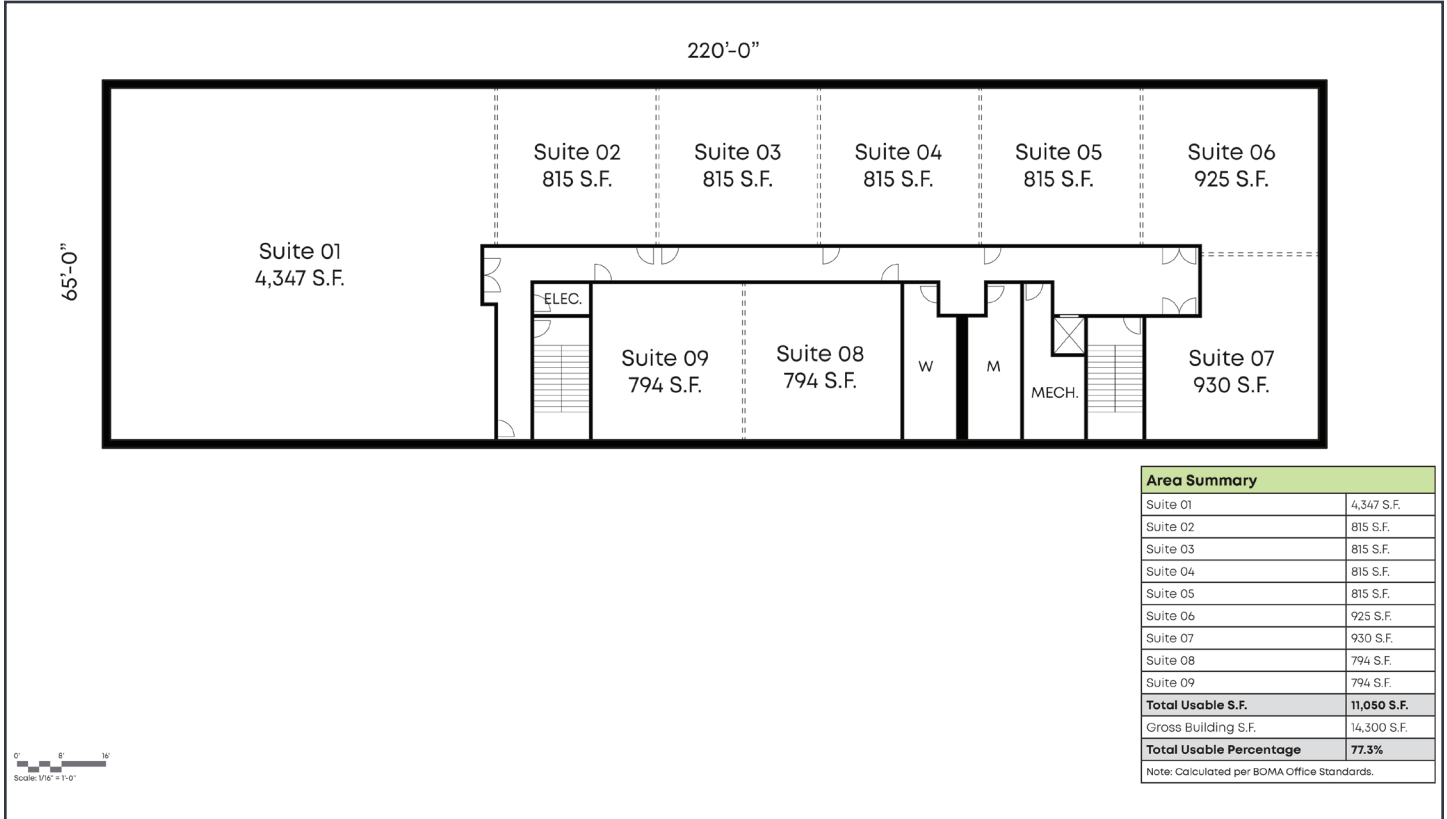 220’-0”
65’-0”
Suite 01
4,347 S.F.
Suite 02
815 S.F.
Suite 03
815 S.F.
Suite 04
815 S.F.
Suite 05
815 S.F.
Suite 06
925 S.F.
ELEC.
Suite 09
794 S.F.
Suite 08
794 S.F.
W
M
MECH.
Suite 07
930 S.F.
Area Summary
Suite 01 4,347 S.F.
Suite 02 815 S.F.
Suite 03 815 S.F.
Suite 04 815 S.F.
Suite 05 815 S.F.
Suite 06 925 S.F.
Suite 07 930 S.F.
Suite 08 794 S.F.
Suite 09 794 S.F.
Total Usable S.F. 11,050 S.F.
Gross Building S.F. 14,300 S.F.
Total Usable Percentage 77.3%
Note: Calculated per BOMA Office Standards.
0' 8' 16'
Scale: 1/16" = 1'-0"